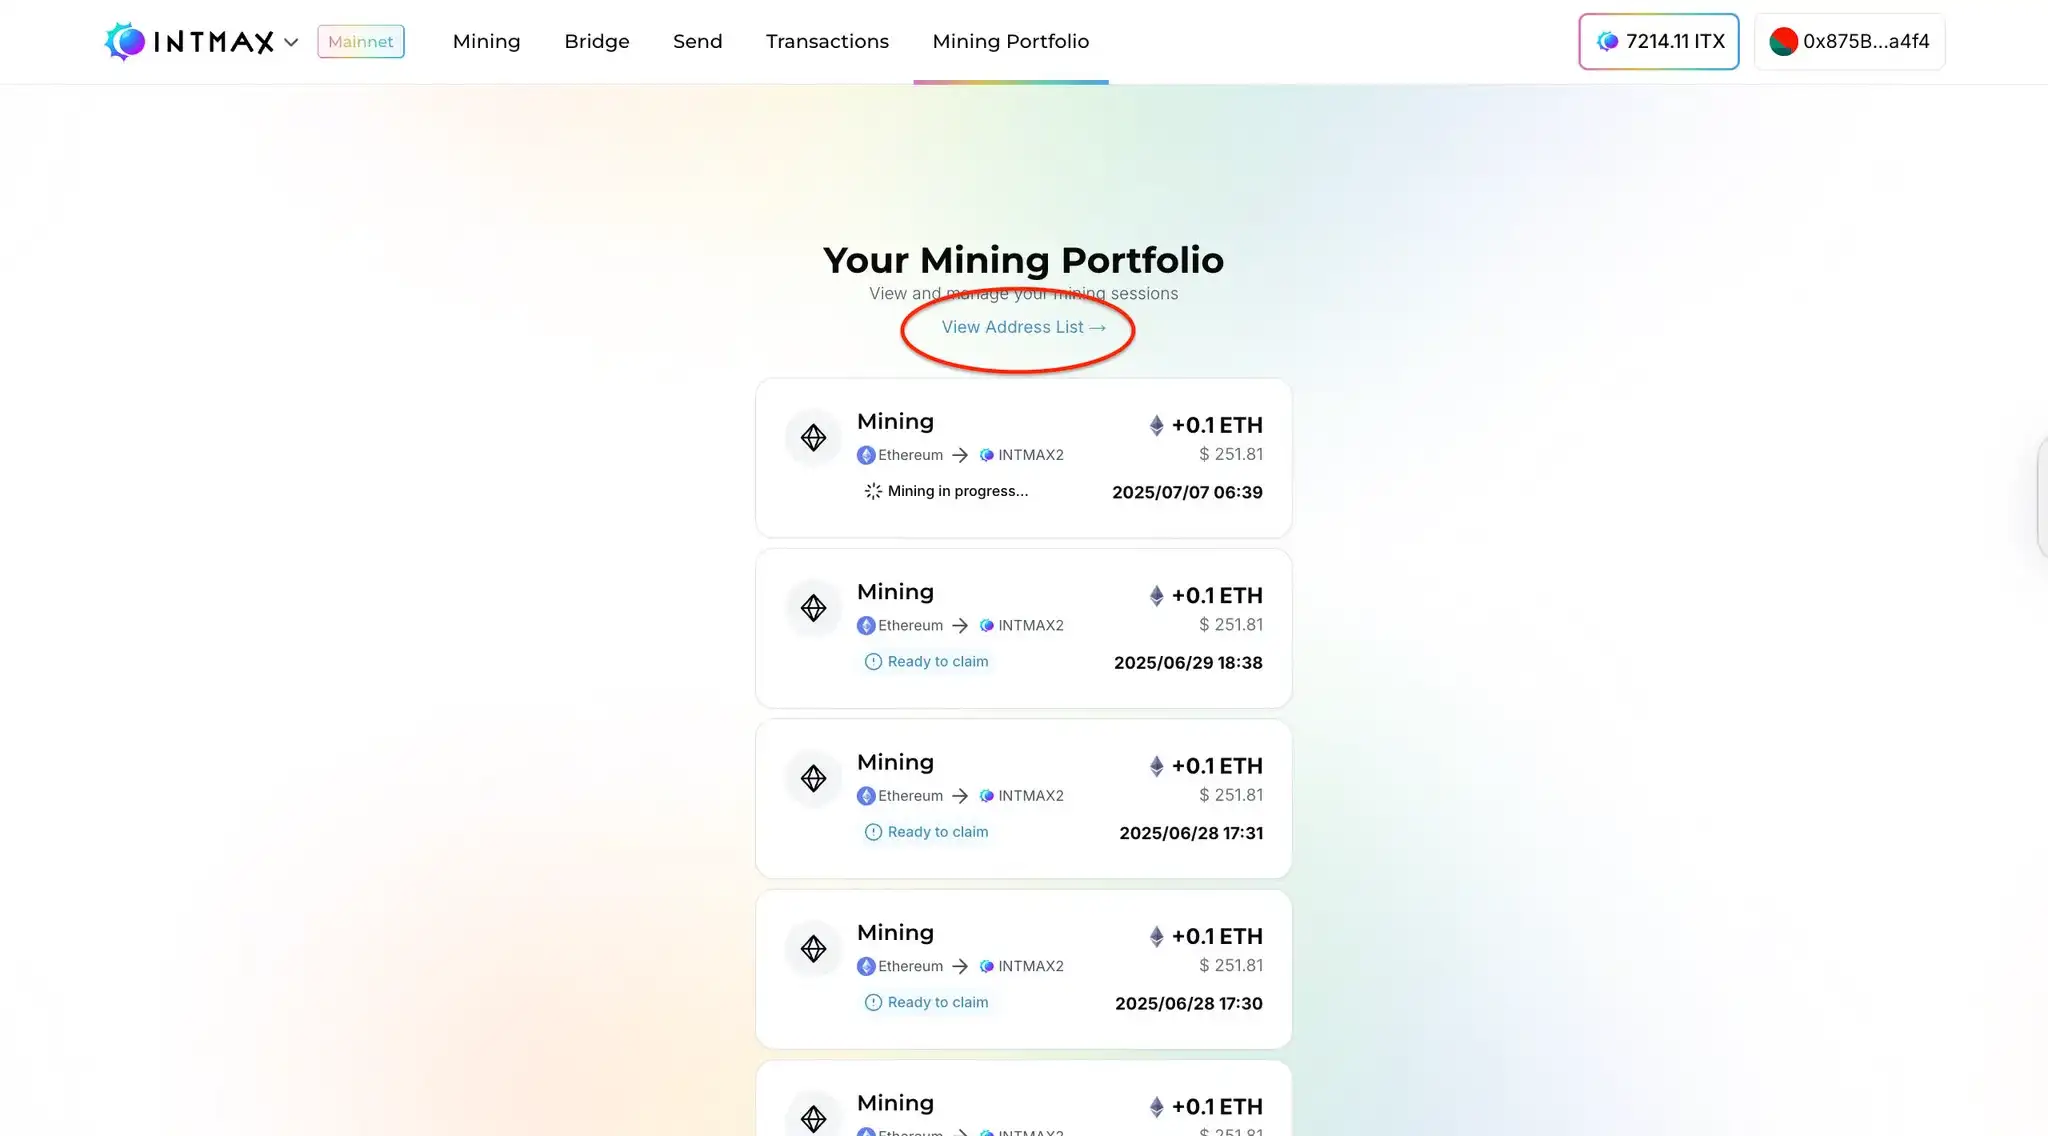 INTMAX Mainnet Mining Bridge Send Transactions Mining Portfolio 7214.11 ITX 0x875B...a4f4
Your Mining Portfolio
View and manage your mining sessions
View Address List →
Mining +0.1 ETH
Ethereum → INTMAX2 $ 251.81
Mining in progress... 2025/07/07 06:39
Mining +0.1 ETH
Ethereum → INTMAX2 $ 251.81
Ready to claim 2025/06/29 18:38
Mining +0.1 ETH
Ethereum → INTMAX2 $ 251.81
Ready to claim 2025/06/28 17:31
Mining +0.1 ETH
Ethereum → INTMAX2 $ 251.81
Ready to claim 2025/06/28 17:30
Mining +0.1 ETH
Ethereum → INTMAX2 $ 251.81